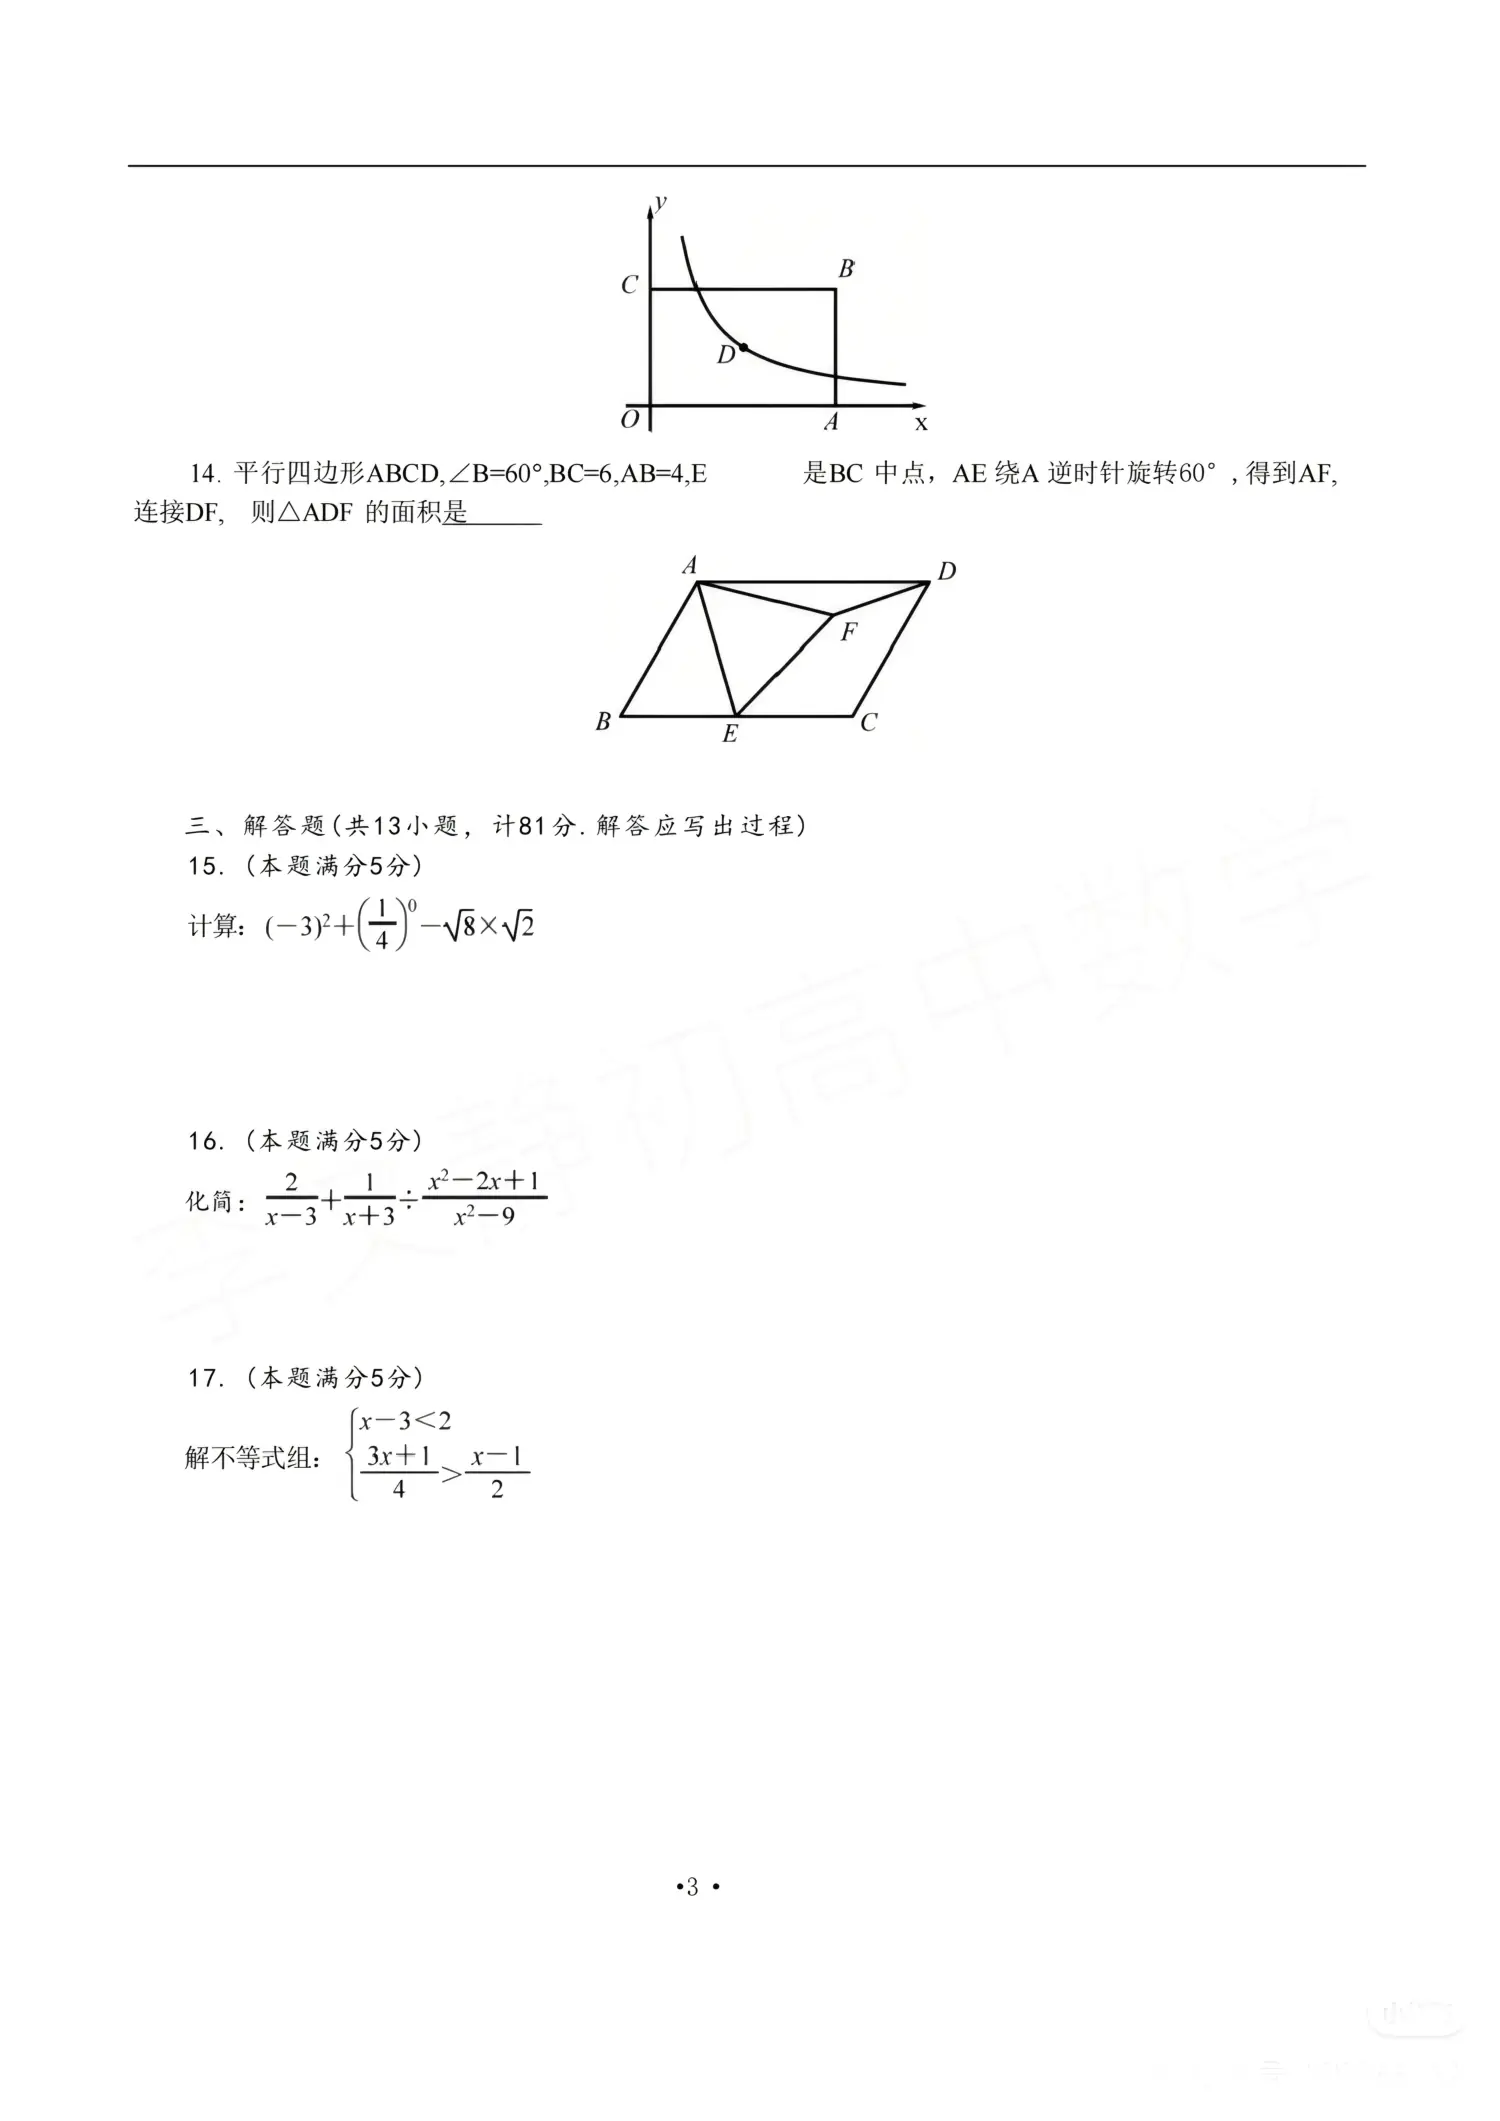 y
C
B
D
O
A
x
14. 平行四边形ABCD,∠B=60°,BC=6,AB=4,E 是BC 中点，AE 绕A 逆时针旋转60°,得到AF,
连接DF, 则△ADF 的面积是______
A
D
F
B
E
C
三、解答题(共13小题，计81分.解答应写出过程)
15.(本题满分5分)
计算：(－3)²＋(1/4)⁰－√8×√2
16.(本题满分5分)
化简：2/(x－3)＋1/(x＋3)÷(x²－2x＋1)/(x²－9)
17.(本题满分5分)
解不等式组：{x－3＜2
(3x＋1)/4＞(x－1)/2
•3•